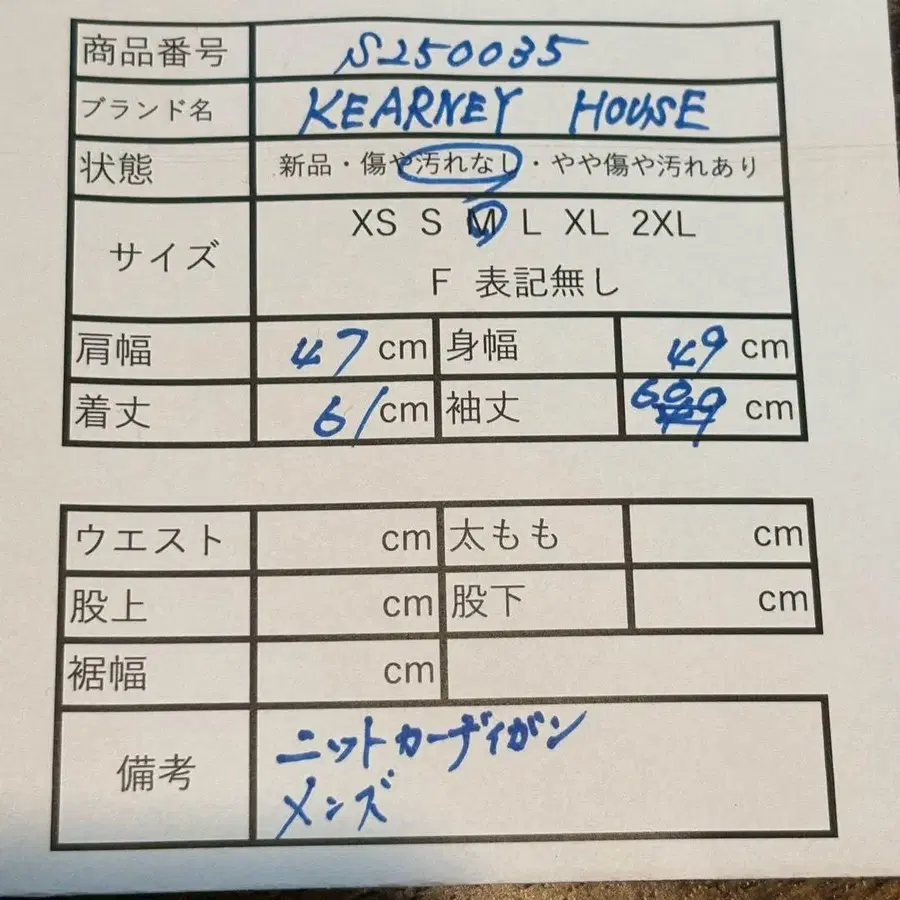 商品番号 S250035
ブランド名 KEARNEY HOUSE
状態 新品・傷や汚れなし・やや傷や汚れあり
サイズ XS S M L XL 2XL
F 表記無し
肩幅 47 cm 身幅 49 cm
着丈 61 cm 袖丈 60 cm
ウエスト cm 太もも cm
股上 cm 股下 cm
裾幅 cm
備考 ニットカーディガン
メンズ